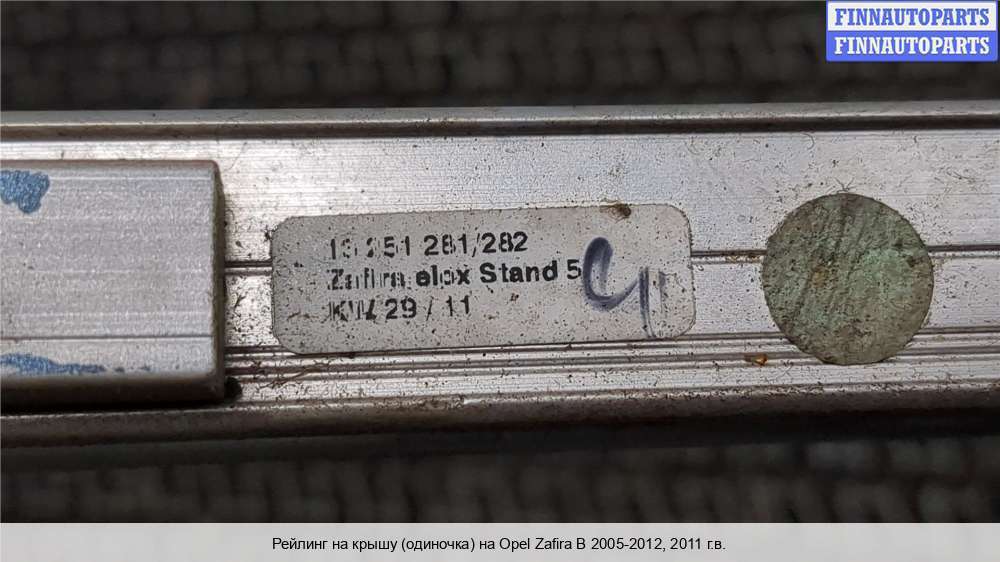 FINNAUTOPARTS
FINNAUTOPARTS
13 251 281/282
Zafira elox Stand 5
KW 29 / 11
Рейлинг на крышу (одиночка) на Opel Zafira B 2005-2012, 2011 г.в.